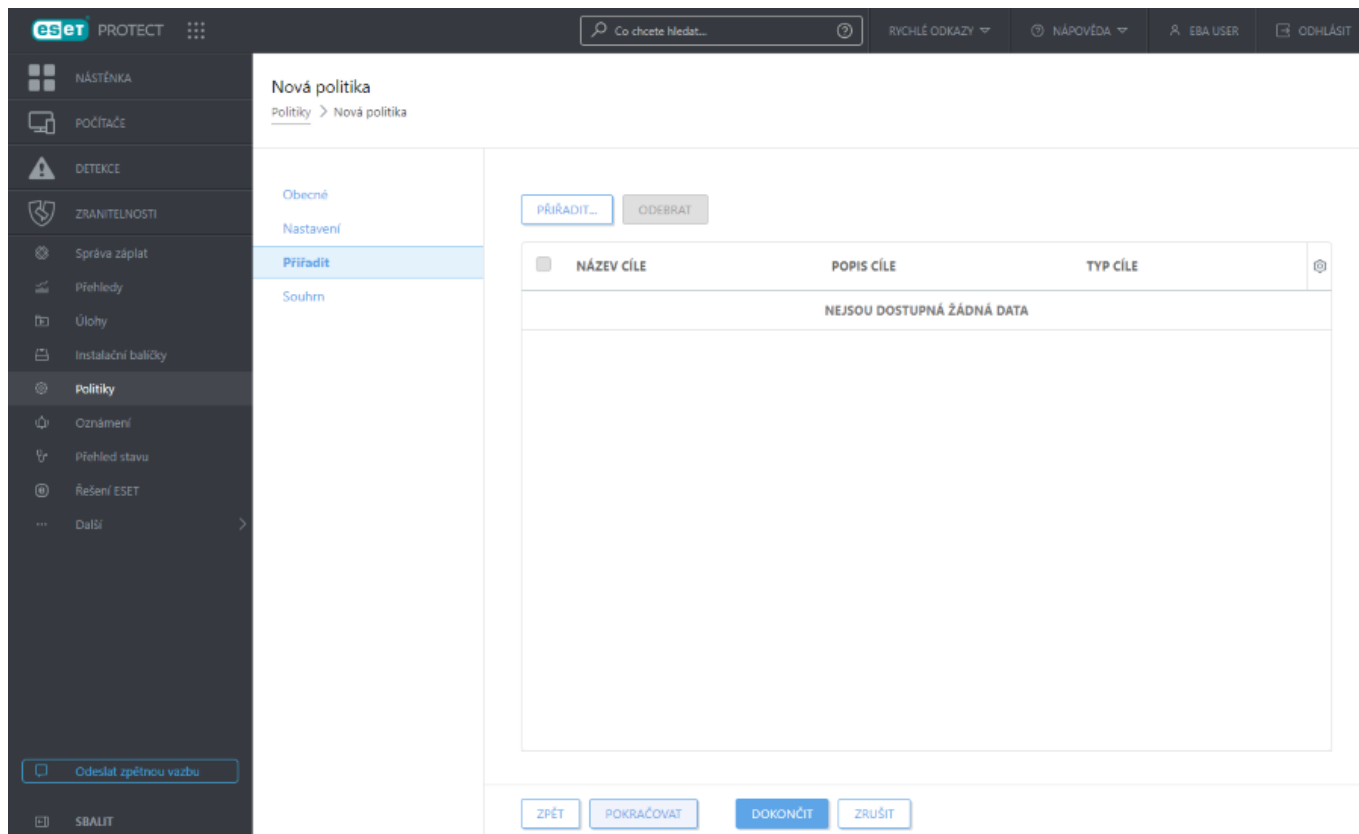 eset PROTECT
Co chcete hledat...
RYCHLÉ ODKAZY
NÁPOVĚDA
EBA USER
ODHLÁSIT
NÁSTĚNKA
POČÍTAČE
DETEKCE
ZRANITELNOSTI
Správa záplat
Přehledy
Úlohy
Instalační balíčky
Politiky
Oznámení
Přehled stavu
Řešení ESET
Další
Odeslat zpětnou vazbu
SBALIT
Nová politika
Politiky > Nová politika
Obecné
Nastavení
Přiřadit
Souhrn
PŘIŘADIT...
ODEBRAT
NÁZEV CÍLE
POPIS CÍLE
TYP CÍLE
NEJSOU DOSTUPNÁ ŽÁDNÁ DATA
ZPĚT
POKRAČOVAT
DOKONČIT
ZRUŠIT